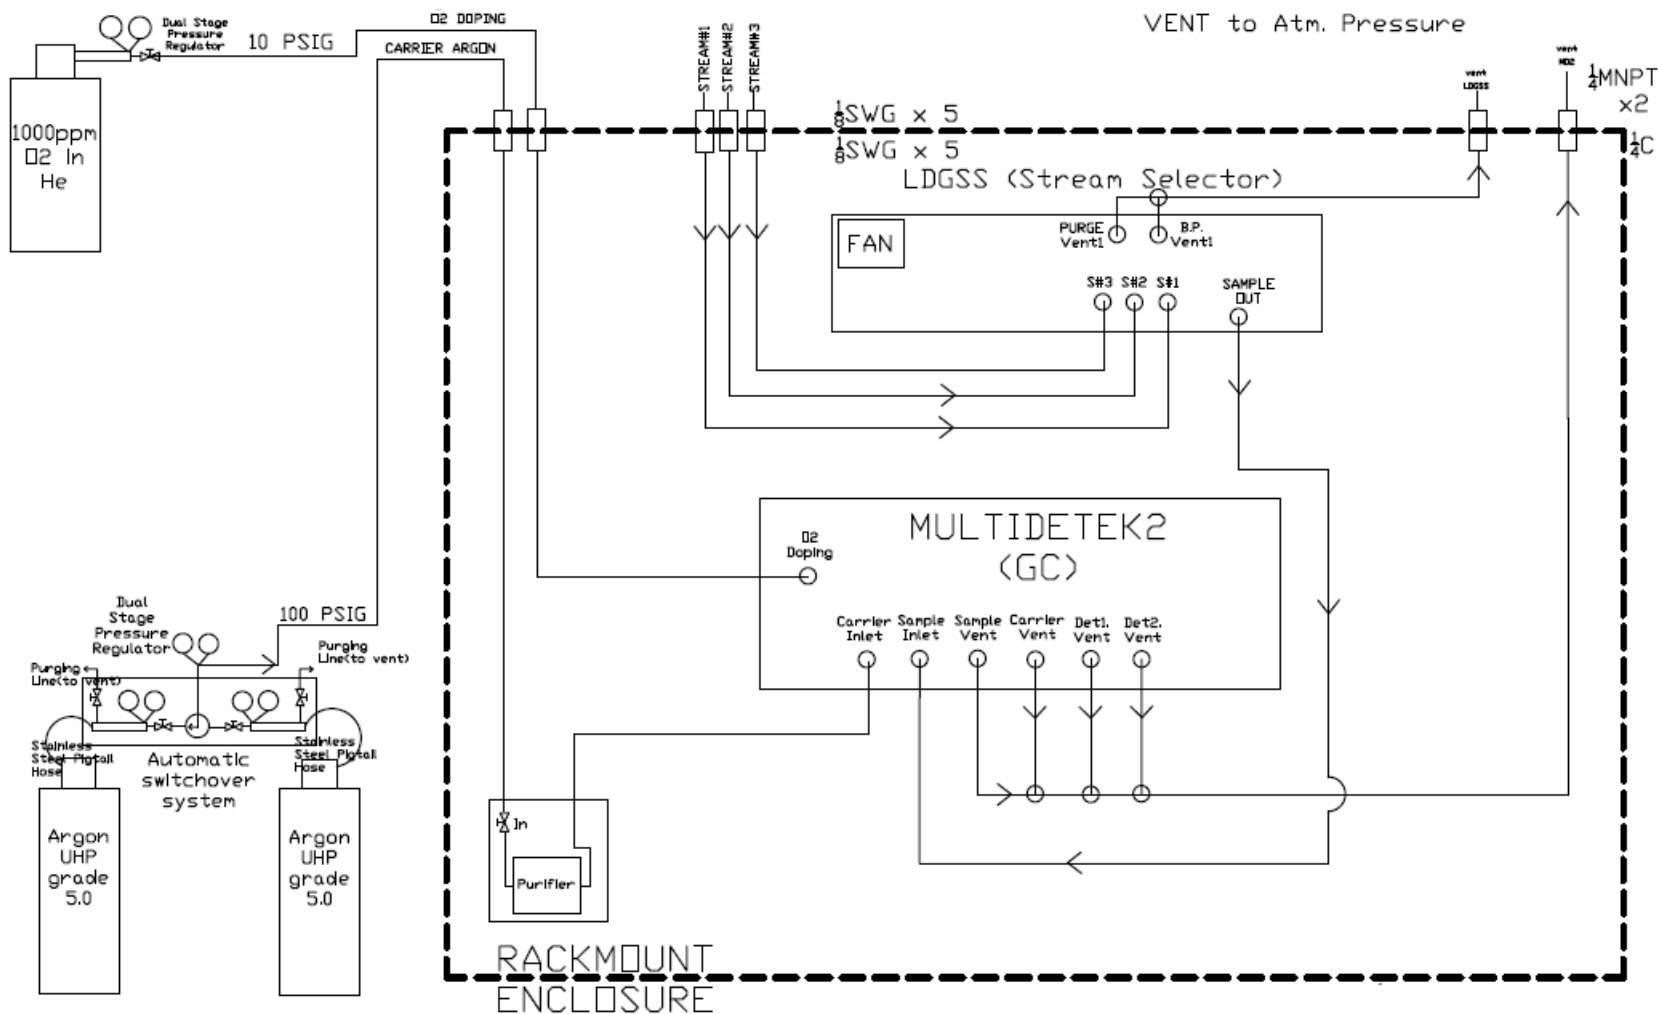 O2 DOPING
Dual Stage
Pressure
Regulator
10 PSIG
CARRIER ARGON
STREAM#1
STREAM#2
STREAM#3
VENT to Atm. Pressure
vent
LDGSS
vent
MD2
1/4MNPT
x2
1/4C
1000ppm
O2 In
He
1/8SWG x 5
1/8SWG x 5
LDGSS (Stream Selector)
FAN
PURGE
Vent1
B.P.
Vent1
S#3
S#2
S#1
SAMPLE
OUT
MULTIDETEK2
(GC)
O2
Doping
Carrier
Inlet
Sample
Inlet
Sample
Vent
Carrier
Vent
Det1.
Vent
Det2.
Vent
Dual
Stage
Pressure
Regulator
100 PSIG
Purging
Line(to vent)
Purging
Line(to vent)
Stainless
Steel Pigtail
Hose
Stainless
Steel Pigtail
Hose
Automatic
switchover
system
Argon
UHP
grade
5.0
Argon
UHP
grade
5.0
In
Purifier
RACKMOUNT
ENCLOSURE